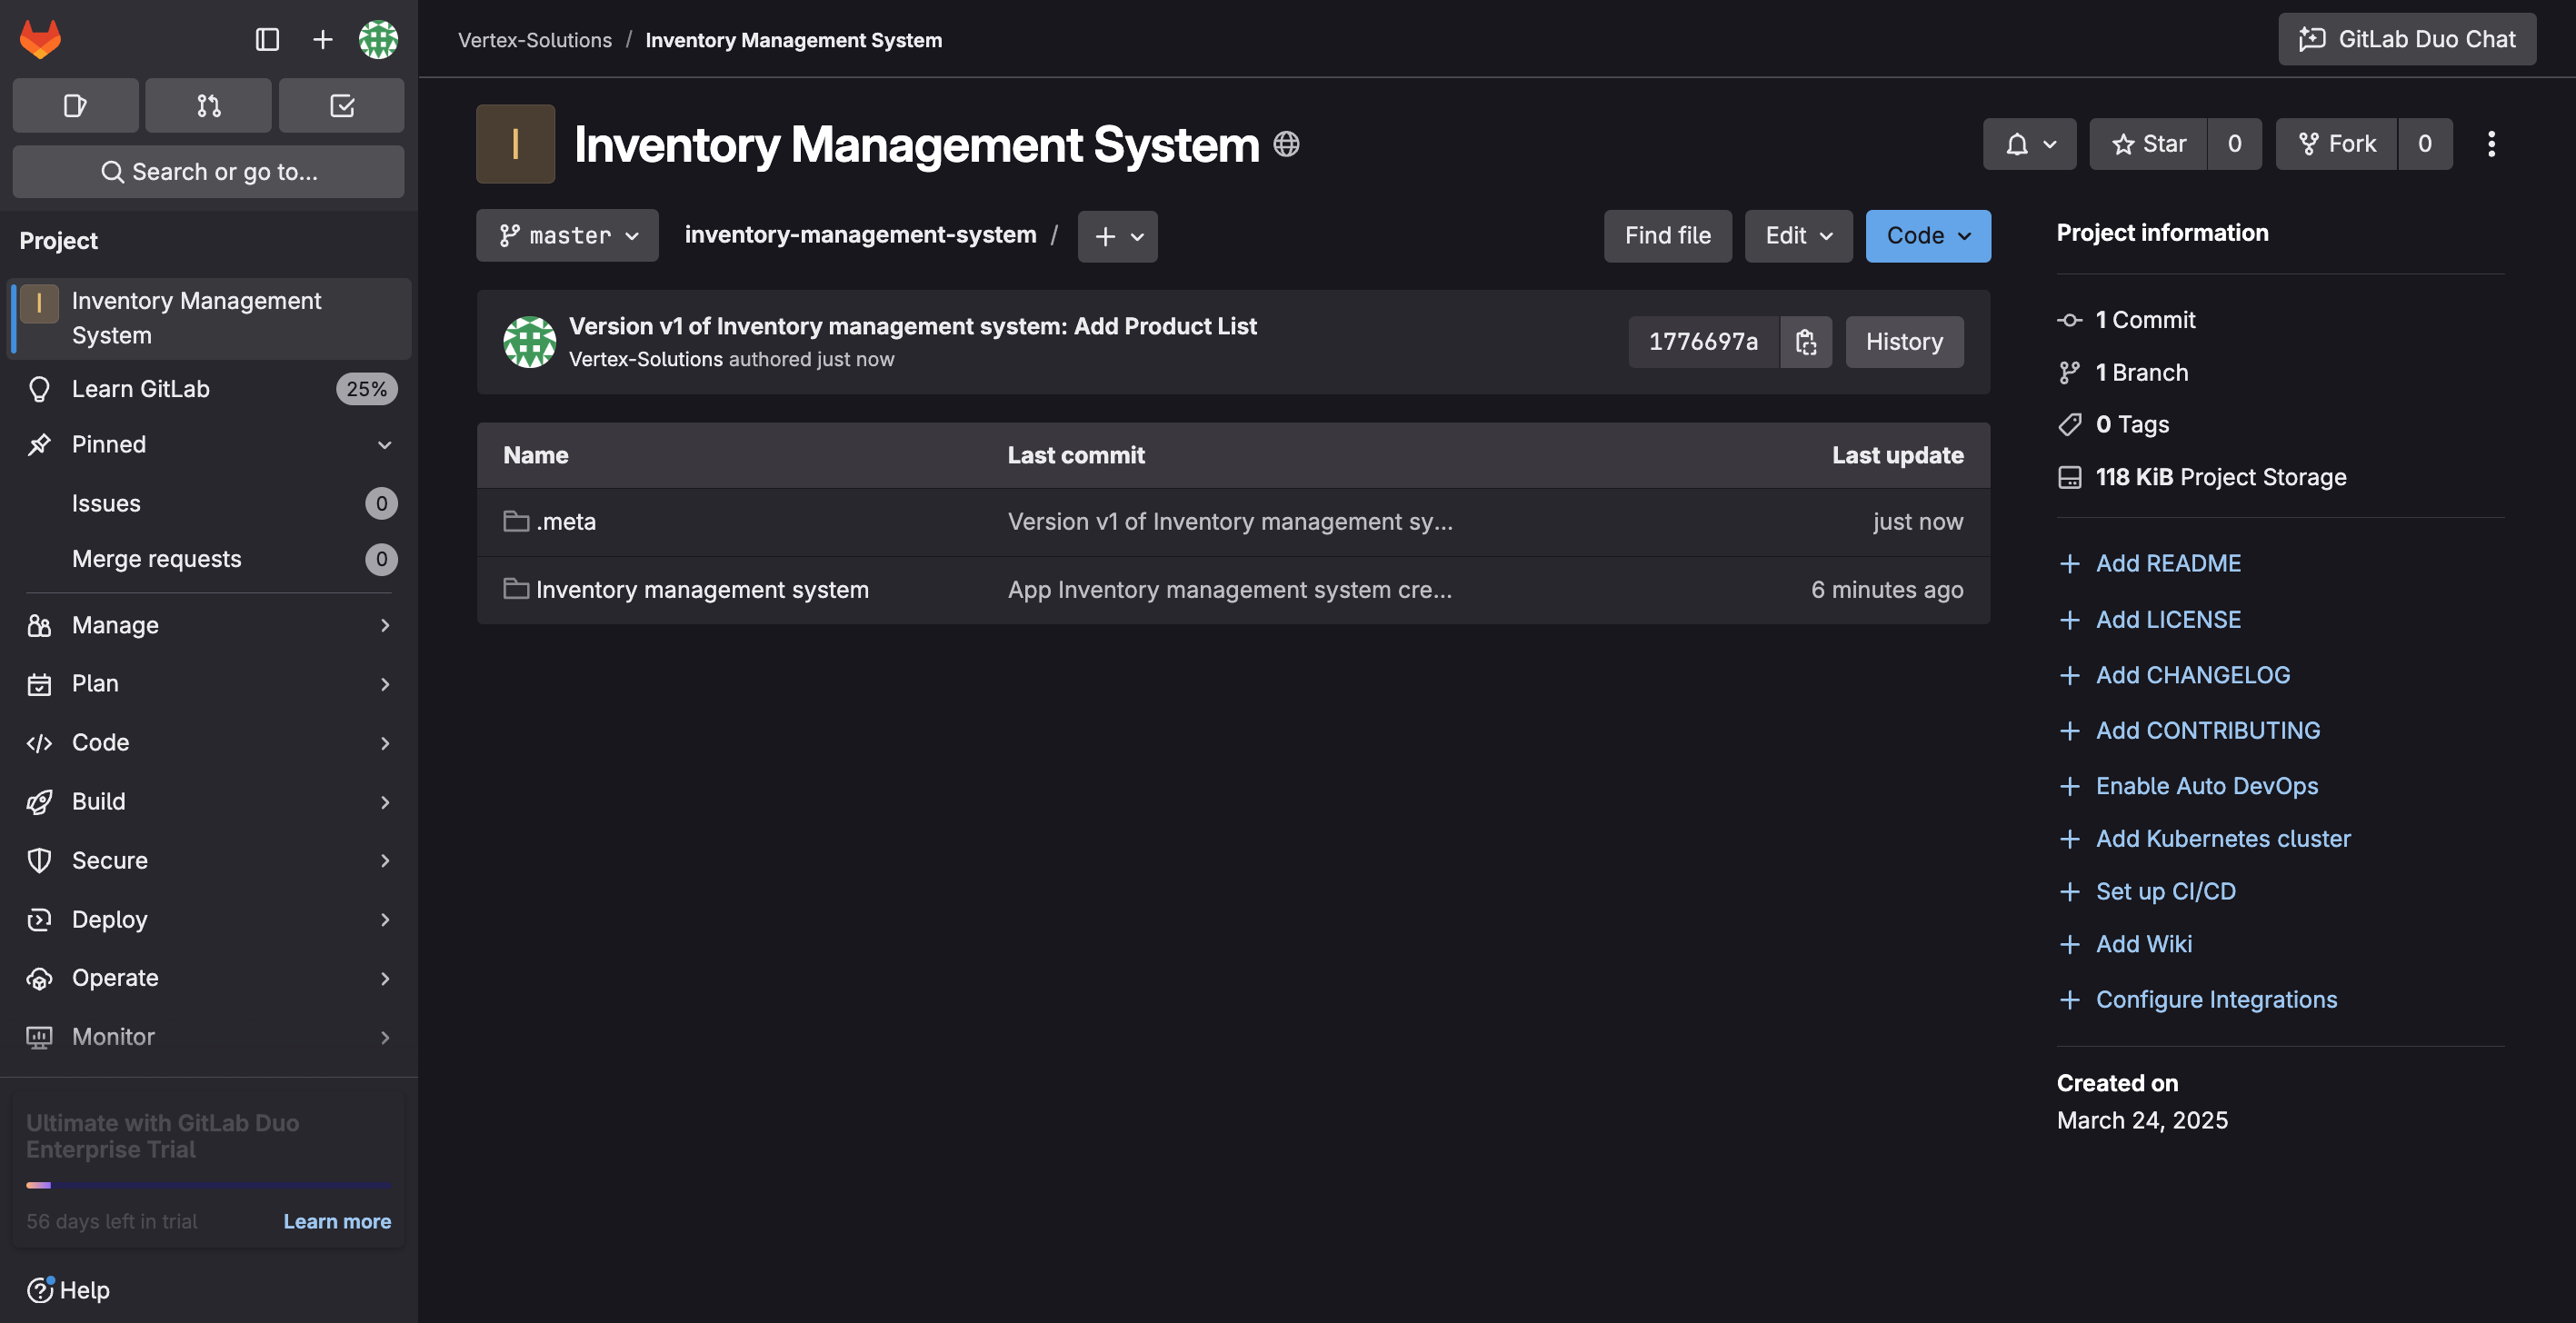 Vertex-Solutions / Inventory Management System
GitLab Duo Chat
Search or go to...
Project
I
Inventory Management
System
Learn GitLab 25%
Pinned
Issues 0
Merge requests 0
Manage
Plan
Code
Build
Secure
Deploy
Operate
Monitor
Ultimate with GitLab Duo
Enterprise Trial
56 days left in trial Learn more
Help
I
Inventory Management System
Star 0 Fork 0
master inventory-management-system /
Find file Edit Code
Version v1 of Inventory management system: Add Product List
Vertex-Solutions authored just now
1776697a History
Name Last commit Last update
.meta Version v1 of Inventory management sy... just now
Inventory management system App Inventory management system cre... 6 minutes ago
Project information
1 Commit
1 Branch
0 Tags
118 KiB Project Storage
Add README
Add LICENSE
Add CHANGELOG
Add CONTRIBUTING
Enable Auto DevOps
Add Kubernetes cluster
Set up CI/CD
Add Wiki
Configure Integrations
Created on
March 24, 2025